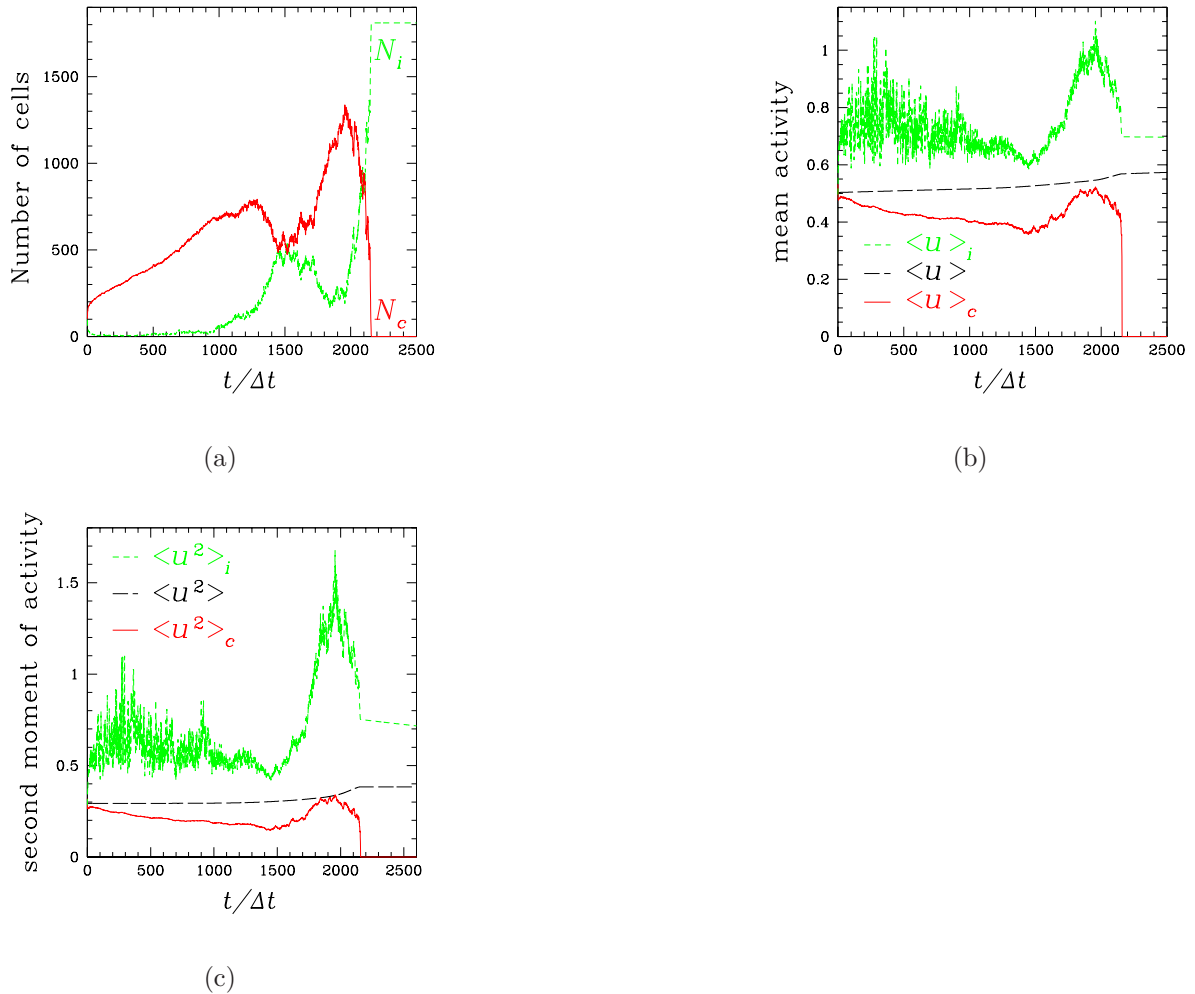 Number of cells
1500
1000
500
0
N_i
N_c
0 500 1000 1500 2000 2500
t/Δt
(a)
mean activity
1
0.8
0.6
0.4
0.2
0
<u>_i
<u>
<u>_c
0 500 1000 1500 2000 2500
t/Δt
(b)
second moment of activity
1.5
1
0.5
0
<u²>_i
<u²>
<u²>_c
0 500 1000 1500 2000 2500
t/Δt
(c)